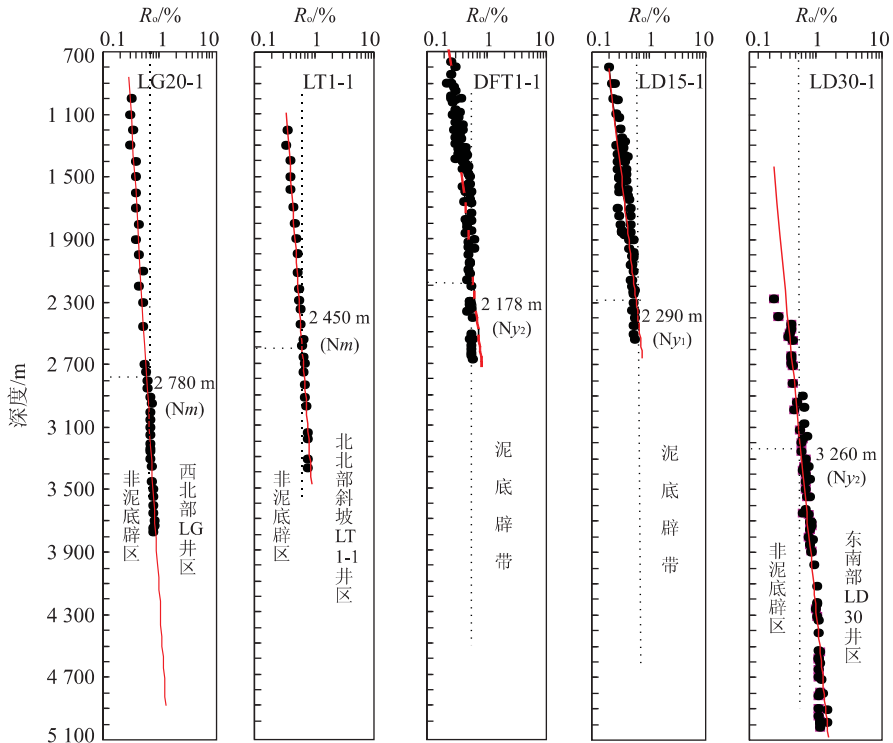 Ro/% Ro/% Ro/% Ro/% Ro/%
0.1 1 10 0.1 1 10 0.1 1 10 0.1 1 10 0.1 1 10
LG20-1 LT1-1 DFT1-1 LD15-1 LD30-1
深度/m
700
1 100
1 500
1 900
2 300
2 700
3 100
3 500
3 900
4 300
4 700
5 100
2 780 m
(Nm)
非泥底辟区
西北部LG井区
2 450 m
(Nm)
非泥底辟区
北北部斜坡LT1-1井区
2 178 m
(Ny2)
泥底辟带
2 290 m
(Ny1)
泥底辟带
3 260 m
(Ny2)
非泥底辟区
东南部LD30井区